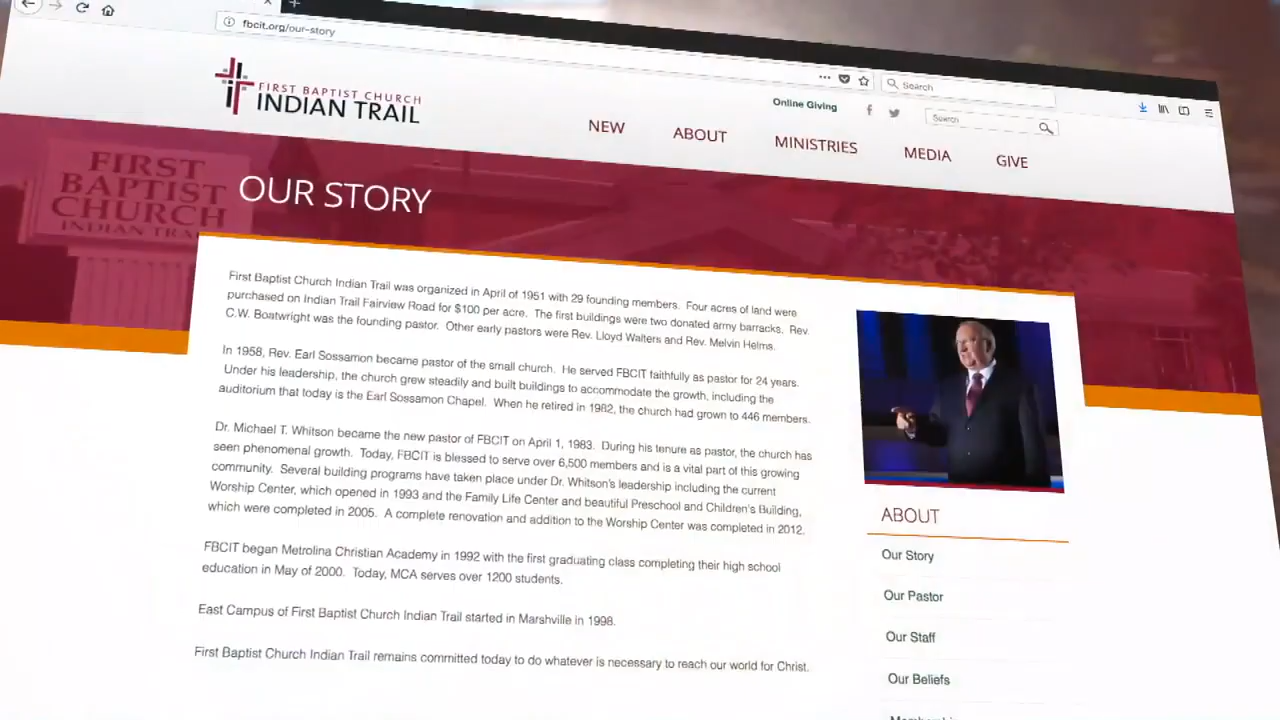 fbcit.org/our-story
Search
FIRST BAPTIST CHURCH
INDIAN TRAIL
Online Giving
Search
NEW ABOUT MINISTRIES MEDIA GIVE
FIRST
BAPTIST
CHURCH
INDIAN TRAIL
OUR STORY
First Baptist Church Indian Trail was organized in April of 1951 with 29 founding members. Four acres of land were
purchased on Indian Trail Fairview Road for $100 per acre. The first buildings were two donated army barracks. Rev.
C.W. Boatwright was the founding pastor. Other early pastors were Rev. Lloyd Walters and Rev. Melvin Helms.
In 1958, Rev. Earl Sossamon became pastor of the small church. He served FBCIT faithfully as pastor for 24 years.
Under his leadership, the church grew steadily and built buildings to accommodate the growth, including the
auditorium that today is the Earl Sossamon Chapel. When he retired in 1982, the church had grown to 446 members.
Dr. Michael T. Whitson became the new pastor of FBCIT on April 1, 1983. During his tenure as pastor, the church has
seen phenomenal growth. Today, FBCIT is blessed to serve over 6,500 members and is a vital part of this growing
community. Several building programs have taken place under Dr. Whitson's leadership including the current
Worship Center, which opened in 1993 and the Family Life Center and beautiful Preschool and Children's Building,
which were completed in 2005. A complete renovation and addition to the Worship Center was completed in 2012.
FBCIT began Metrolina Christian Academy in 1992 with the first graduating class completing their high school
education in May of 2000. Today, MCA serves over 1200 students.
East Campus of First Baptist Church Indian Trail started in Marshville in 1998.
First Baptist Church Indian Trail remains committed today to do whatever is necessary to reach our world for Christ.
ABOUT
Our Story
Our Pastor
Our Staff
Our Beliefs